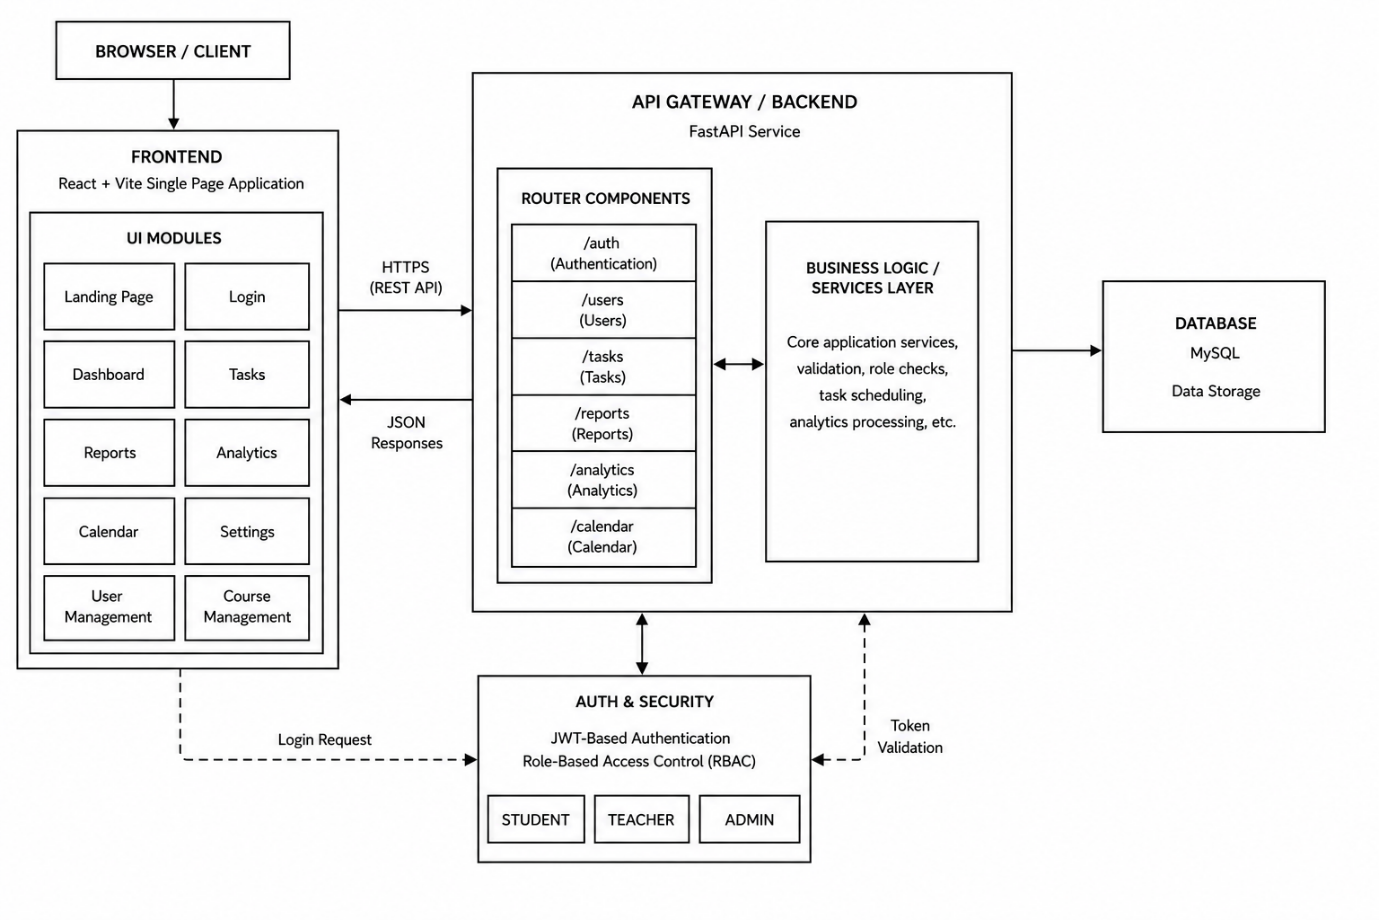 BROWSER / CLIENT
FRONTEND
React + Vite Single Page Application
UI MODULES
Landing Page
Login
Dashboard
Tasks
Reports
Analytics
Calendar
Settings
User
Management
Course
Management
HTTPS
(REST API)
JSON
Responses
API GATEWAY / BACKEND
FastAPI Service
ROUTER COMPONENTS
/auth
(Authentication)
/users
(Users)
/tasks
(Tasks)
/reports
(Reports)
/analytics
(Analytics)
/calendar
(Calendar)
BUSINESS LOGIC /
SERVICES LAYER
Core application services,
validation, role checks,
task scheduling,
analytics processing, etc.
DATABASE
MySQL
Data Storage
Login Request
AUTH & SECURITY
JWT-Based Authentication
Role-Based Access Control (RBAC)
STUDENT
TEACHER
ADMIN
Token
Validation